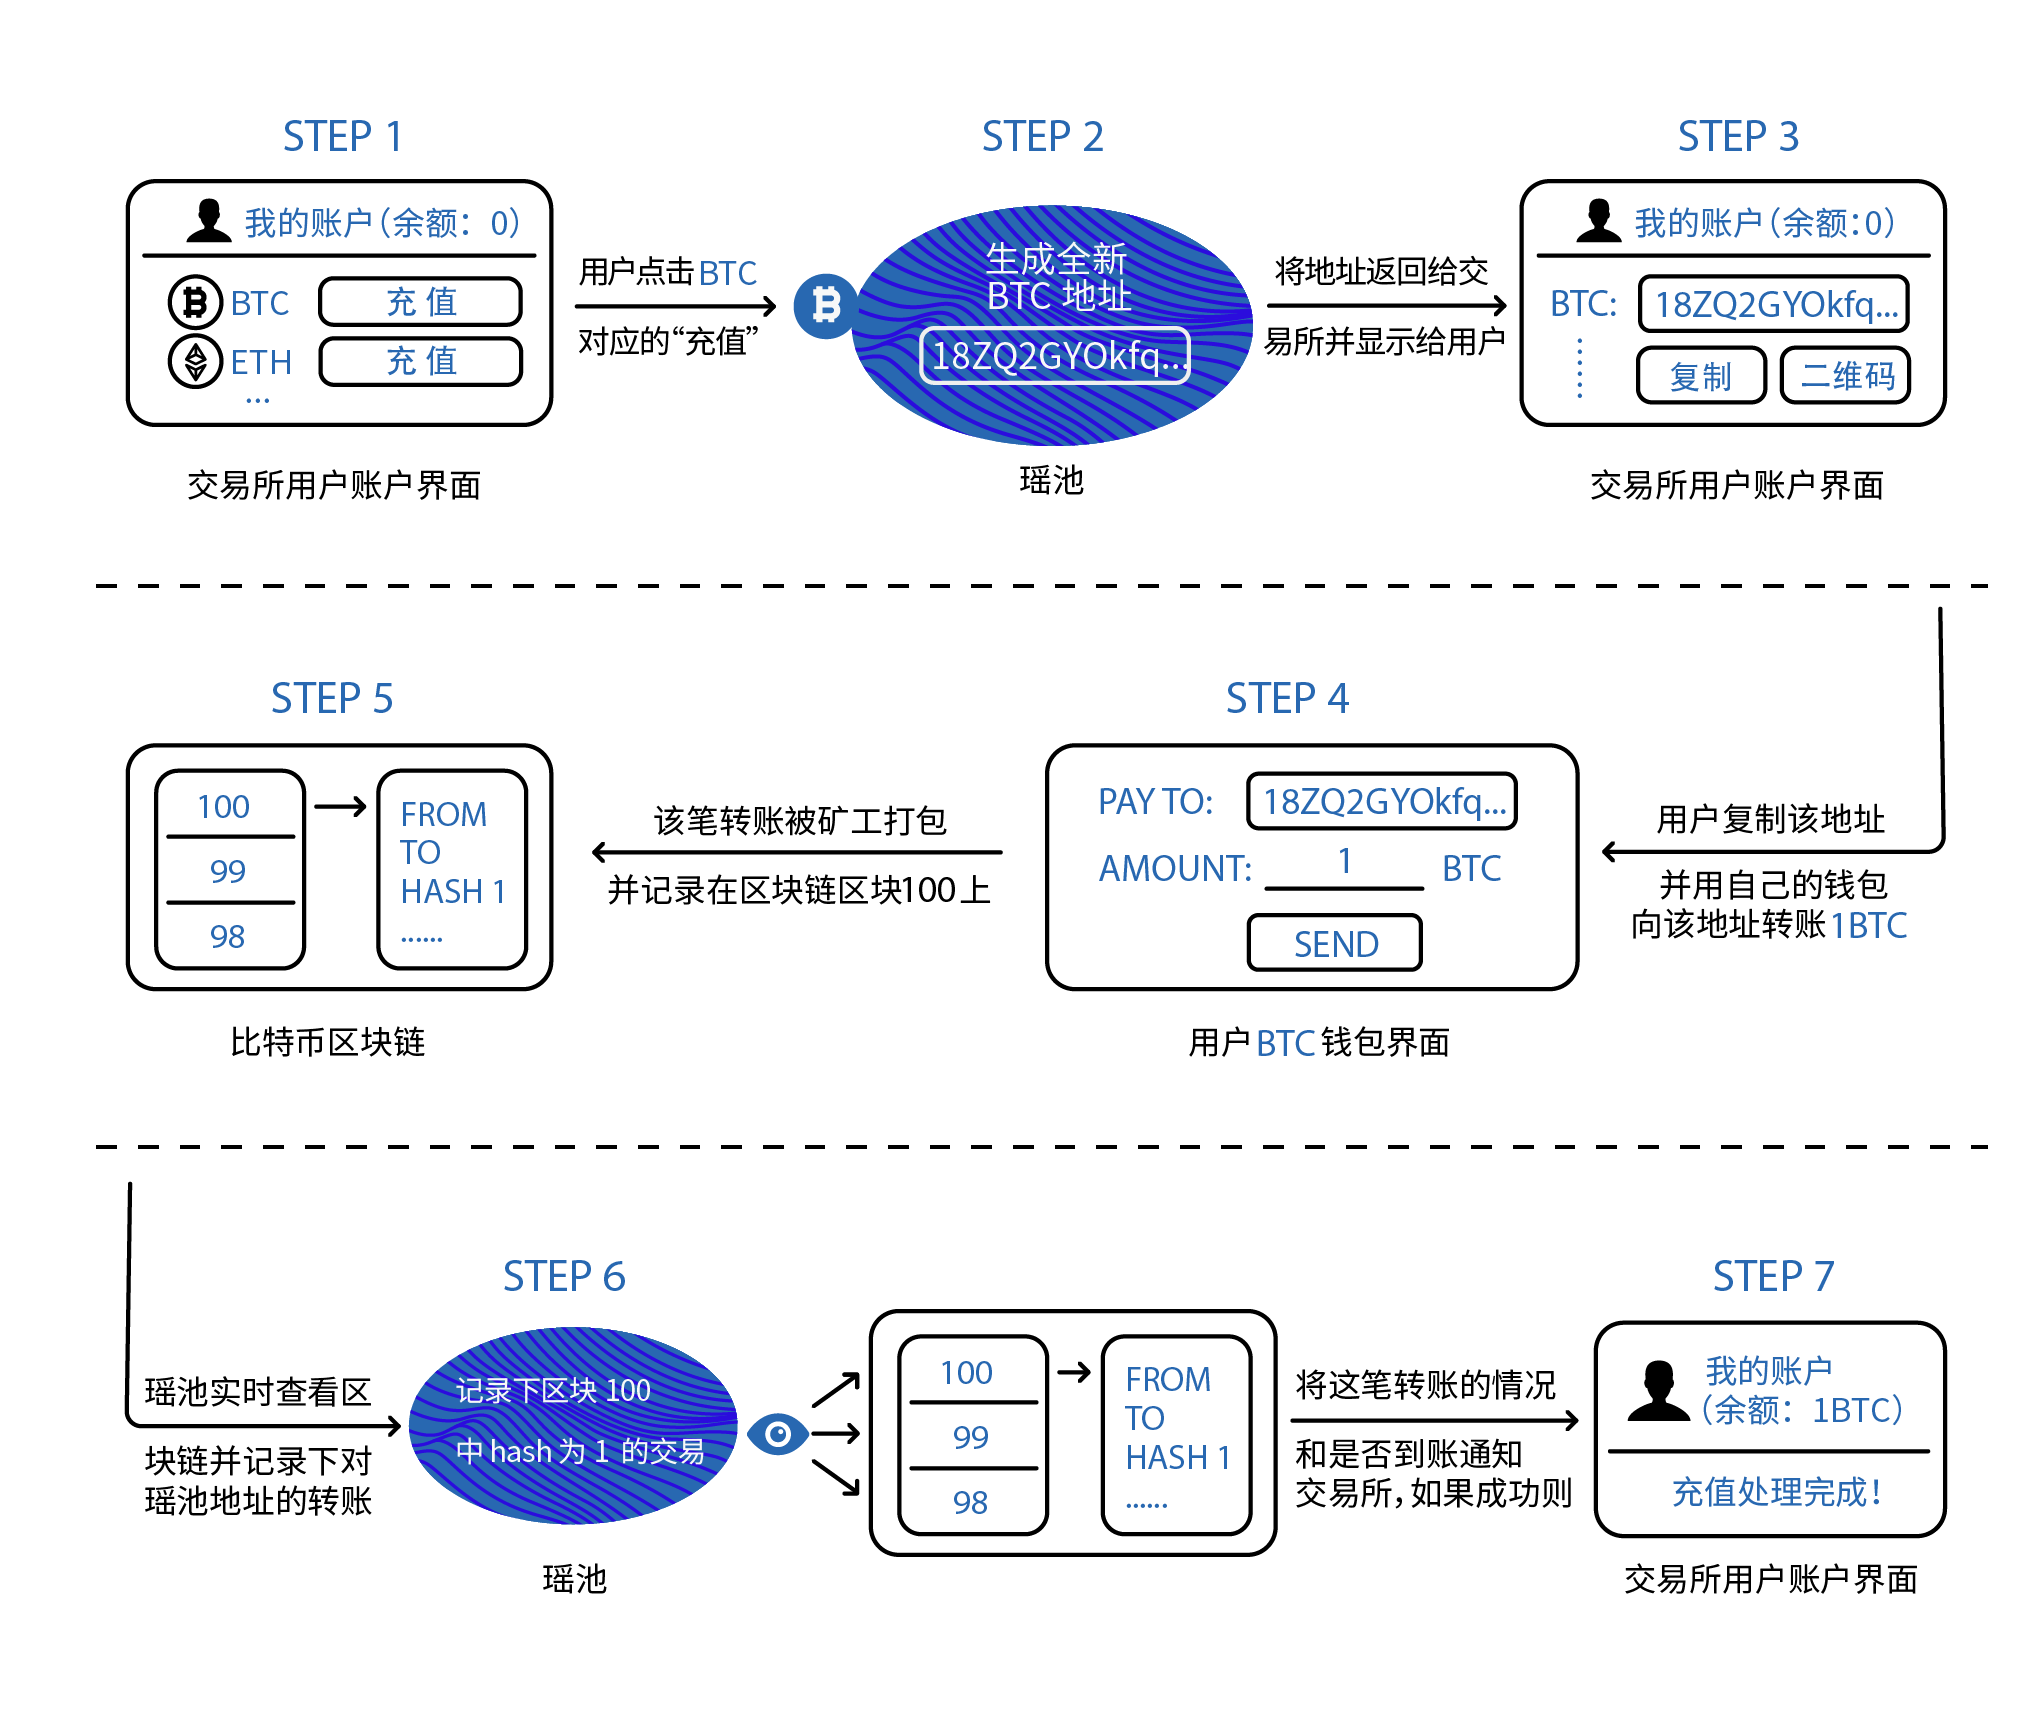 STEP 1
我的账户（余额：0）
BTC 充 值
ETH 充 值
...
交易所用户账户界面
用户点击 BTC
对应的“充值”
STEP 2
生成全新
BTC 地址
18ZQ2GYOkfq...
瑶池
将地址返回给交
易所并显示给用户
STEP 3
我的账户（余额：0）
BTC: 18ZQ2GYOkfq...
复制 二维码
交易所用户账户界面
用户复制该地址
并用自己的钱包
向该地址转账 1BTC
STEP 4
PAY TO: 18ZQ2GYOkfq...
AMOUNT: 1 BTC
SEND
用户 BTC 钱包界面
该笔转账被矿工打包
并记录在区块链区块100 上
STEP 5
100
99
98
FROM
TO
HASH 1
......
比特币区块链
瑶池实时查看区
块链并记录下对
瑶池地址的转账
STEP 6
记录下区块 100
中 hash 为 1 的交易
瑶池
100
99
98
FROM
TO
HASH 1
......
将这笔转账的情况
和是否到账通知
交易所，如果成功则
STEP 7
我的账户
（余额：1BTC）
充值处理完成！
交易所用户账户界面